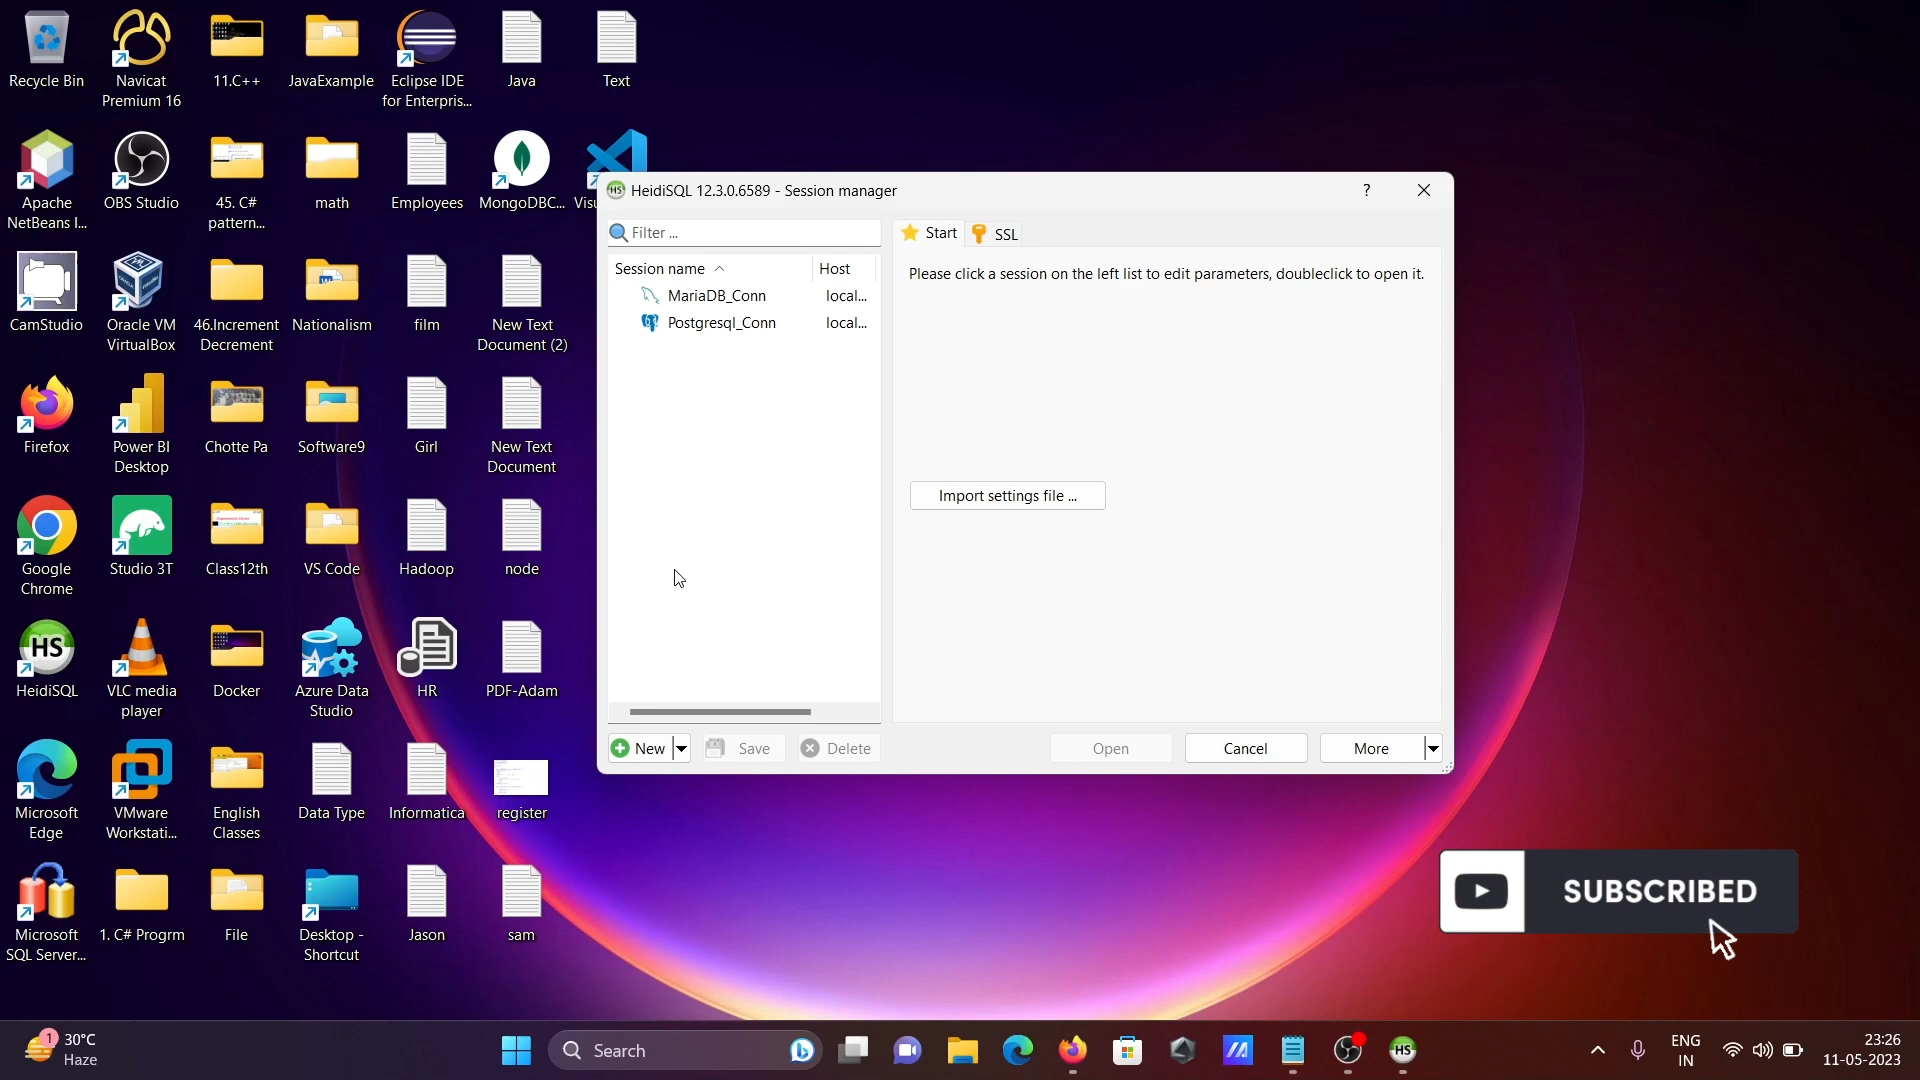 Recycle Bin
Navicat
Premium 16
11.C++
JavaExample
Eclipse IDE
for Enterpris...
Java
Text
Apache
NetBeans I...
OBS Studio
45. C#
pattern...
math
Employees
MongoDBC...
Visu
CamStudio
Oracle VM
VirtualBox
46.Increment
Decrement
Nationalism
film
New Text
Document (2)
Firefox
Power BI
Desktop
Chotte Pa
Software9
Girl
New Text
Document
Google
Chrome
Studio 3T
Class12th
VS Code
Hadoop
node
HS
HeidiSQL
VLC media
player
Docker
Azure Data
Studio
HR
PDF-Adam
Microsoft
Edge
VMware
Workstati...
English
Classes
Data Type
Informatica
register
Microsoft
SQL Server...
1. C# Progrm
File
Desktop -
Shortcut
Jason
sam
HS HeidiSQL 12.3.0.6589 - Session manager
?
Filter ...
Session name
Host
MariaDB_Conn
local...
Postgresql_Conn
local...
Start
SSL
Please click a session on the left list to edit parameters, doubleclick to open it.
Import settings file ...
New
Save
Delete
Open
Cancel
More
SUBSCRIBED
1
30°C
Haze
Search
HS
ENG
IN
23:26
11-05-2023